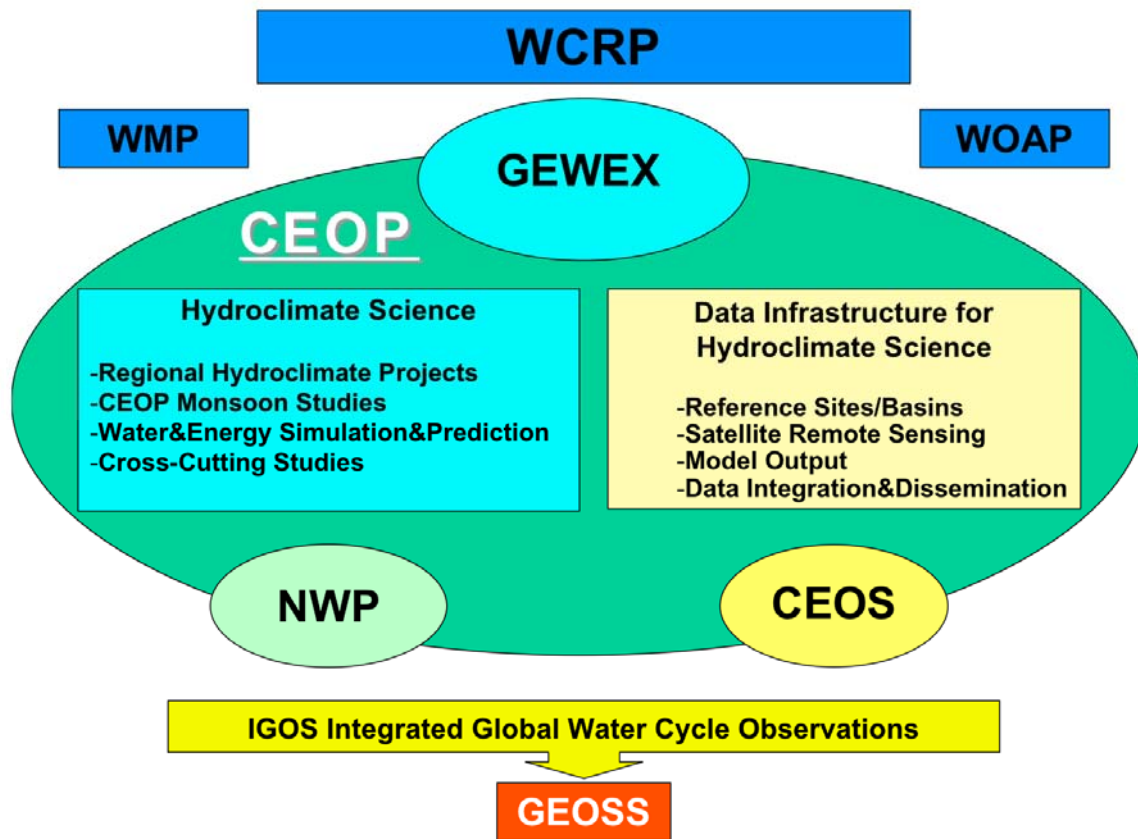 WCRP
WMP
WOAP
GEWEX
CEOP
Hydroclimate Science
-Regional Hydroclimate Projects
-CEOP Monsoon Studies
-Water&Energy Simulation&Prediction
-Cross-Cutting Studies
Data Infrastructure for
Hydroclimate Science
-Reference Sites/Basins
-Satellite Remote Sensing
-Model Output
-Data Integration&Dissemination
NWP
CEOS
IGOS Integrated Global Water Cycle Observations
GEOSS